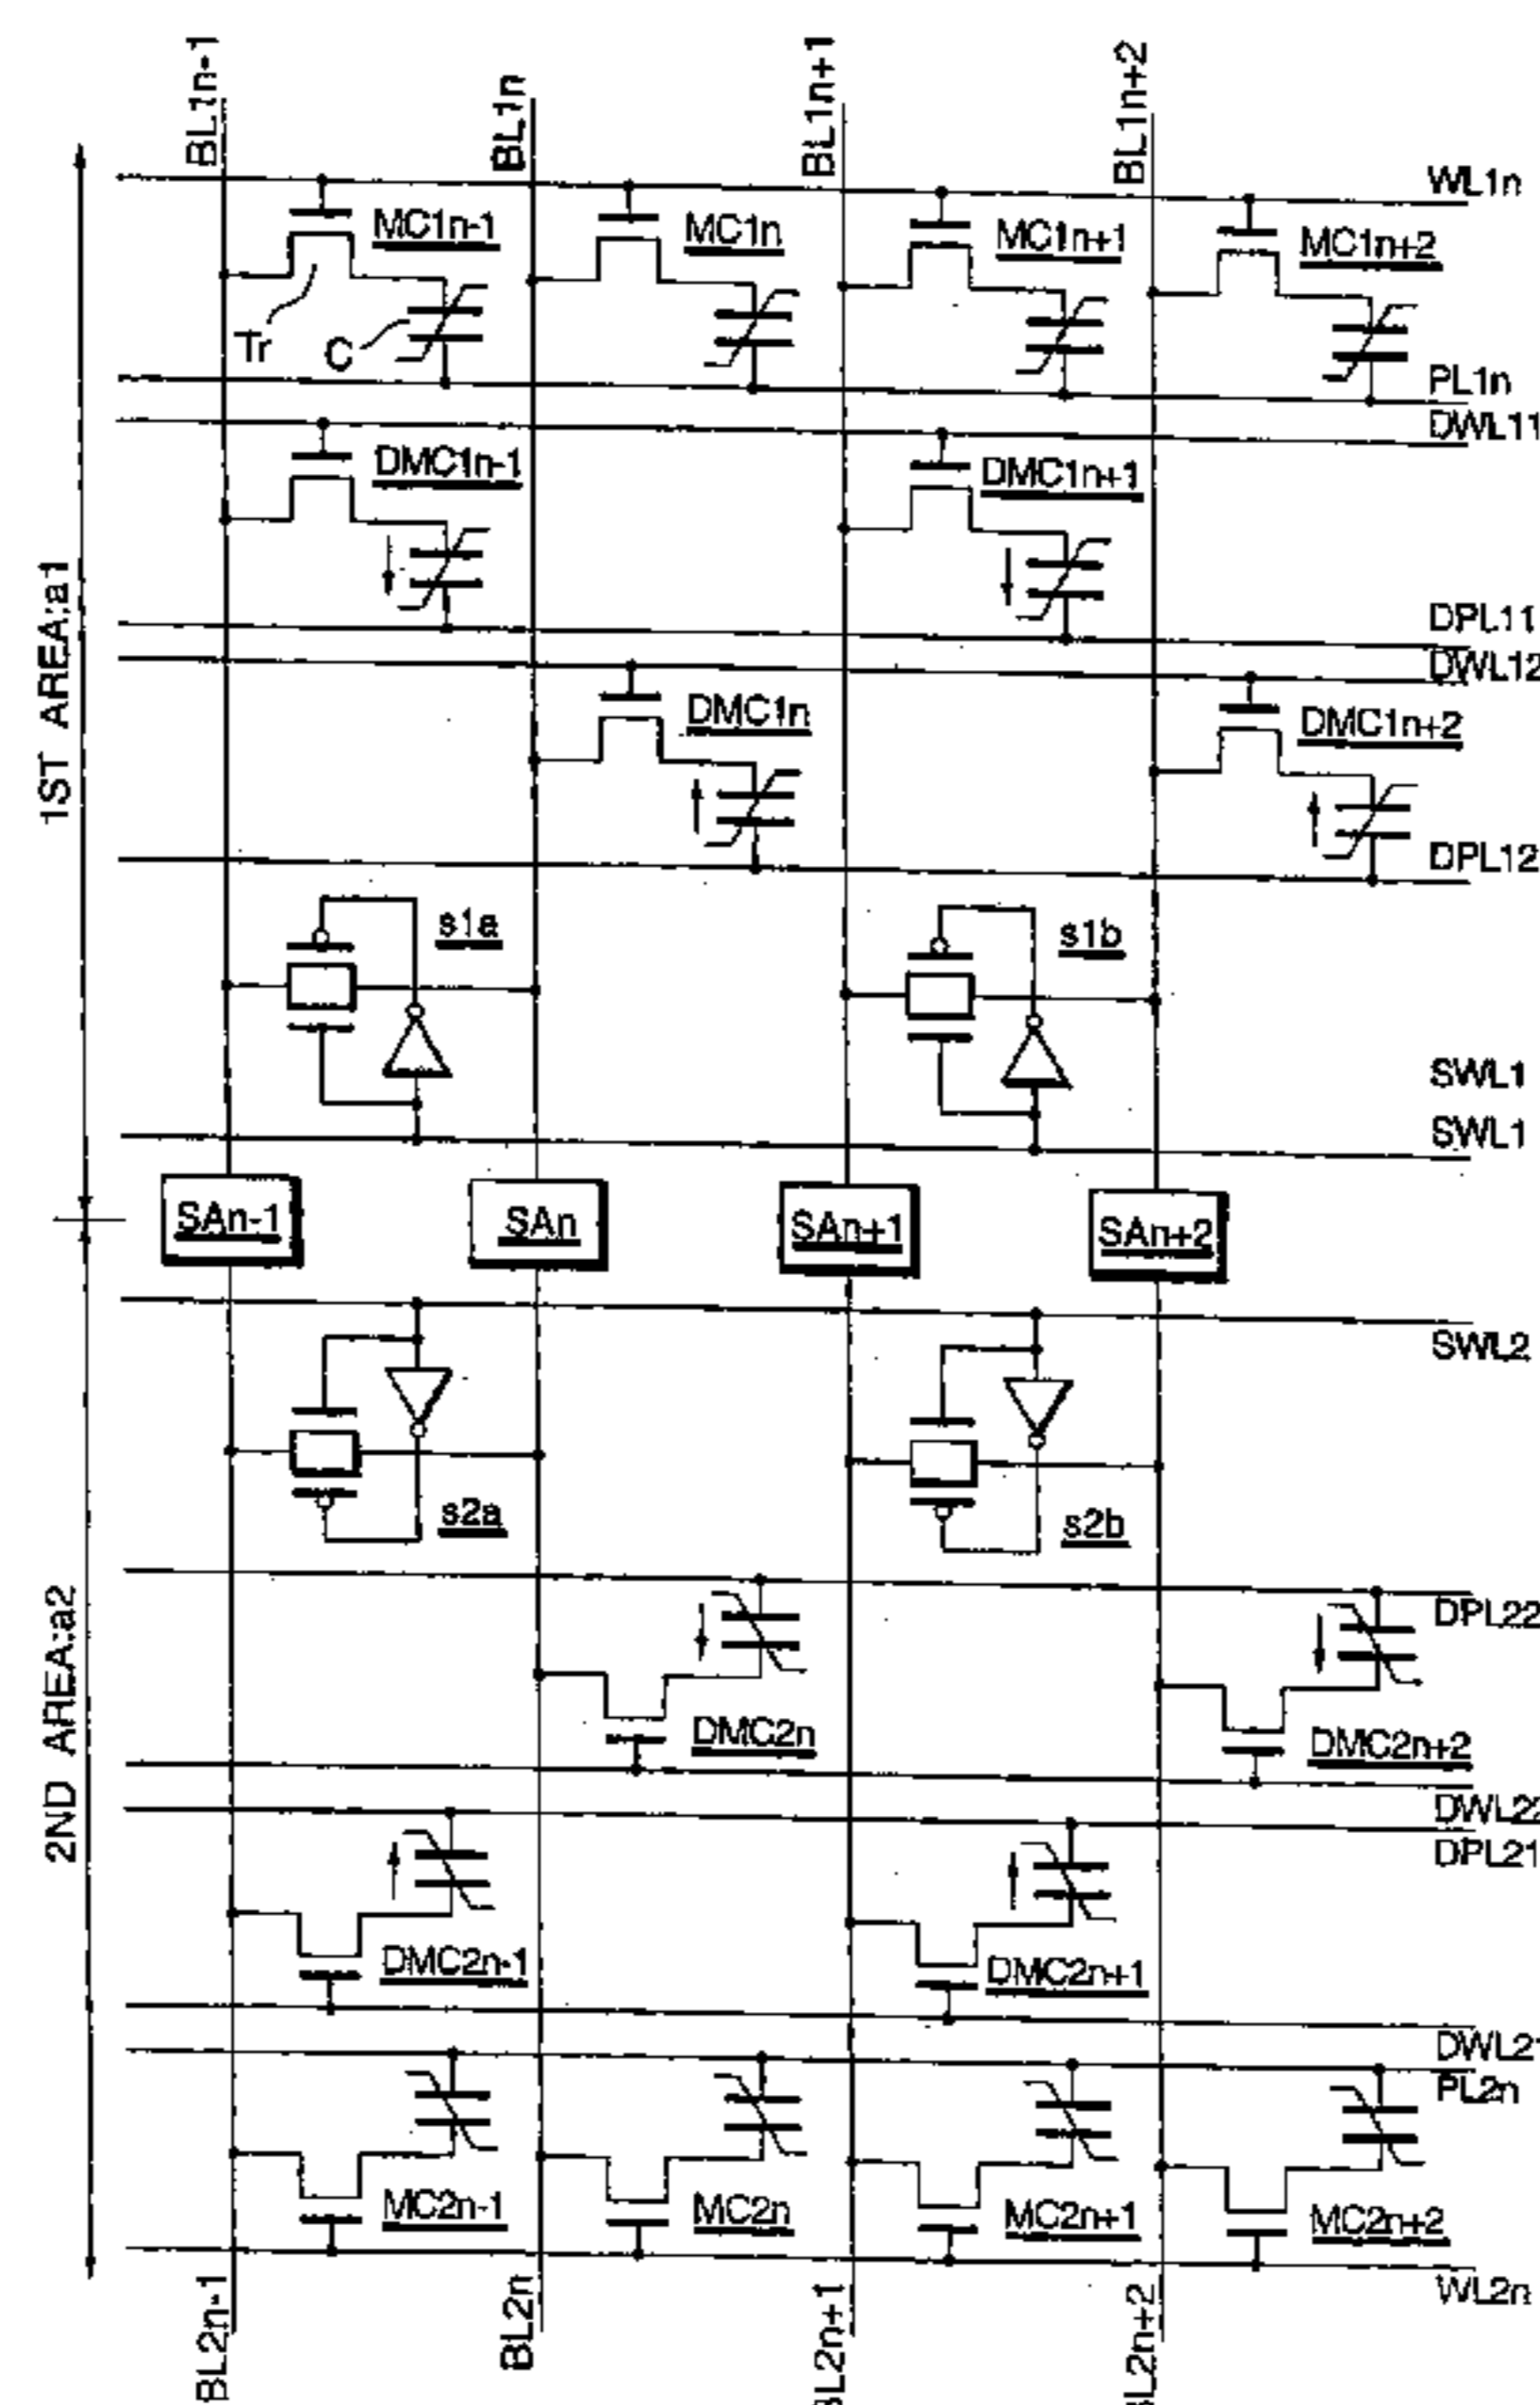 BL1n-1
BL1n
BL1n+1
BL1n+2
WL1n
MC1n-1
MC1n
MC1n+1
MC1n+2
Tr
C
PL1n
DWL11
DMC1n-1
DMC1n+1
DPL11
DWL12
DMC1n
DMC1n+2
DPL12
1ST AREA;a1
s1a
s1b
SWL1
SWL1
SAn-1
SAn
SAn+1
SAn+2
SWL2
s2a
s2b
2ND AREA;a2
DPL22
DMC2n
DMC2n+2
DWL22
DPL21
DMC2n-1
DMC2n+1
DWL21
PL2n
MC2n-1
MC2n
MC2n+1
MC2n+2
WL2n
BL2n-1
BL2n
BL2n+1
BL2n+2